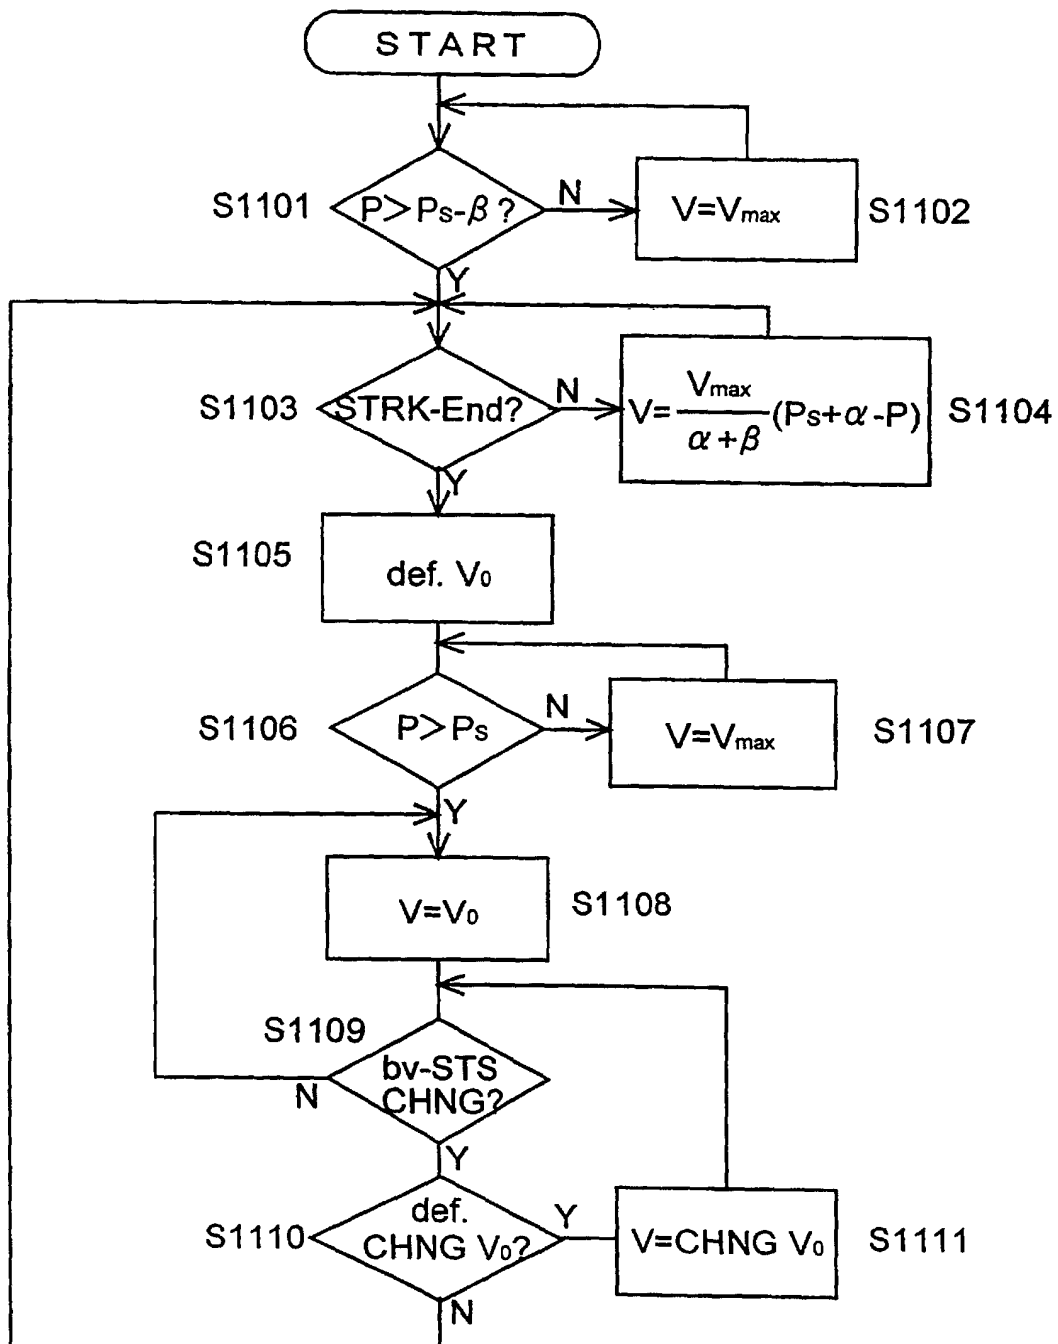 START
S1101
P>Ps-β?
N
V=Vmax
S1102
Y
S1103
STRK-End?
N
V=Vmax/α+β(Ps+α-P)
S1104
Y
S1105
def. V0
S1106
P>Ps
N
V=Vmax
S1107
Y
V=V0
S1108
S1109
bv-STS
CHNG?
N
Y
S1110
def.
CHNG V0?
Y
V=CHNG V0
S1111
N